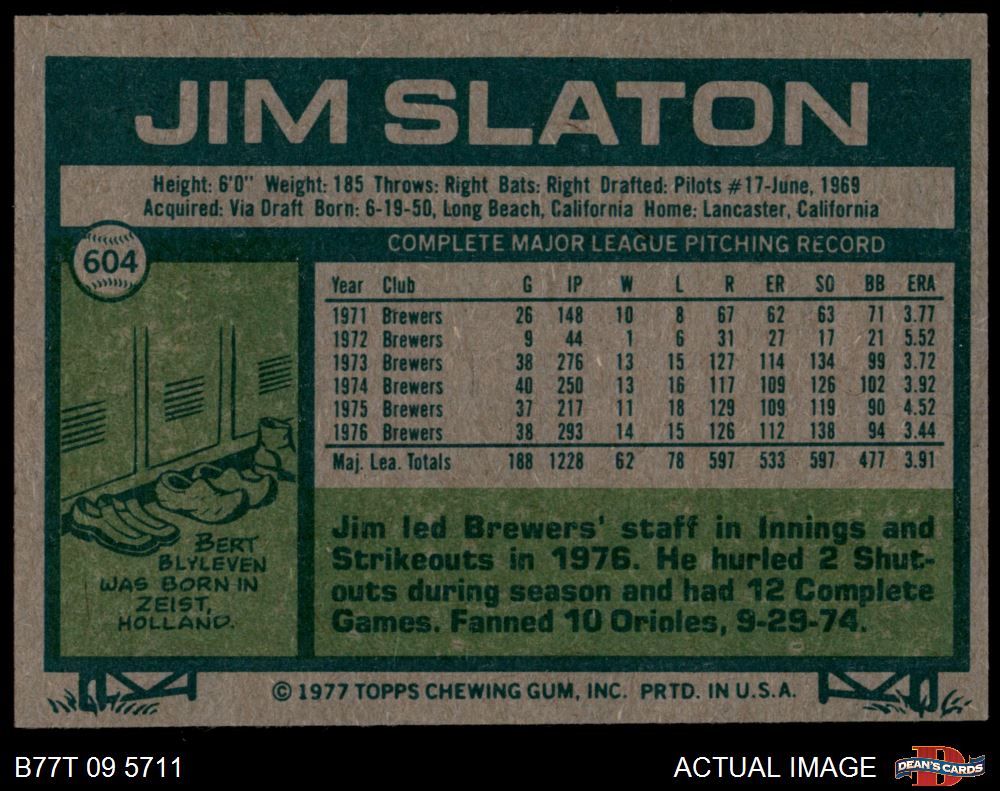 JIM SLATON
Height: 6'0" Weight: 185 Throws: Right Bats: Right Drafted: Pilots #17-June, 1969
Acquired: Via Draft Born: 6-19-50, Long Beach, California Home: Lancaster, California
604
COMPLETE MAJOR LEAGUE PITCHING RECORD
Year Club G IP W L R ER SO BB ERA
1971 Brewers 26 148 10 8 67 62 63 71 3.77
1972 Brewers 9 44 1 6 31 27 17 21 5.52
1973 Brewers 38 276 13 15 127 114 134 99 3.72
1974 Brewers 40 250 13 16 117 109 126 102 3.92
1975 Brewers 37 217 11 18 129 109 119 90 4.52
1976 Brewers 38 293 14 15 126 112 138 94 3.44
Maj. Lea. Totals 188 1228 62 78 597 533 597 477 3.91
BERT
BLYLEVEN
WAS BORN IN
ZEIST,
HOLLAND.
Jim led Brewers' staff in Innings and
Strikeouts in 1976. He hurled 2 Shut-
outs during season and had 12 Complete
Games. Fanned 10 Orioles, 9-29-74.
© 1977 TOPPS CHEWING GUM, INC. PRTD. IN U.S.A.
B77T 09 5711
ACTUAL IMAGE
DEAN'S CARDS